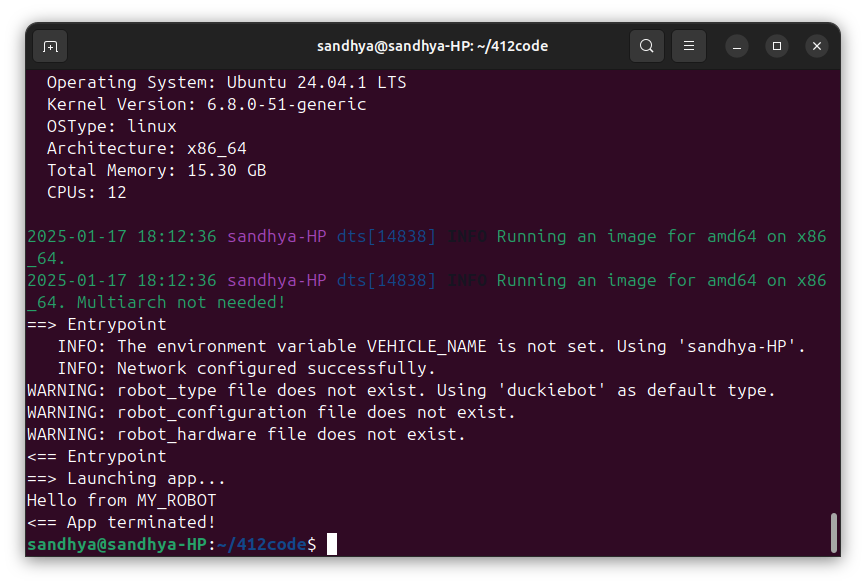 sandhya@sandhya-HP: ~/412code
Operating System: Ubuntu 24.04.1 LTS
Kernel Version: 6.8.0-51-generic
OSType: linux
Architecture: x86_64
Total Memory: 15.30 GB
CPUs: 12
2025-01-17 18:12:36 sandhya-HP dts[14838] INFO Running an image for amd64 on x86
_64.
2025-01-17 18:12:36 sandhya-HP dts[14838] INFO Running an image for amd64 on x86
_64. Multiarch not needed!
==> Entrypoint
INFO: The environment variable VEHICLE_NAME is not set. Using 'sandhya-HP'.
INFO: Network configured successfully.
WARNING: robot_type file does not exist. Using 'duckiebot' as default type.
WARNING: robot_configuration file does not exist.
WARNING: robot_hardware file does not exist.
<== Entrypoint
==> Launching app...
Hello from MY_ROBOT
<== App terminated!
sandhya@sandhya-HP:~/412code$